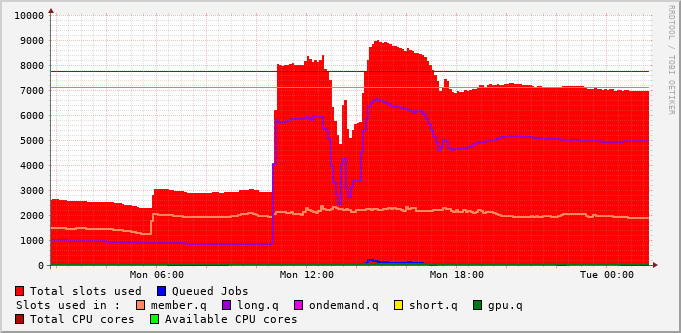 10000
9000
8000
7000
6000
5000
4000
3000
2000
1000
0
Mon 06:00 Mon 12:00 Mon 18:00 Tue 00:00
Total slots used Queued Jobs
Slots used in : member.q long.q ondemand.q short.q gpu.q
Total CPU cores Available CPU cores
RRDTOOL / TOBI OETIKER